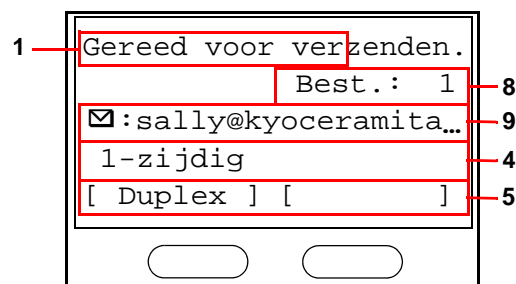 1
Gereed voor verzenden.
Best.: 1
8
:sally@kyoceramita…
9
1-zijdig
4
[ Duplex ] [ ]
5